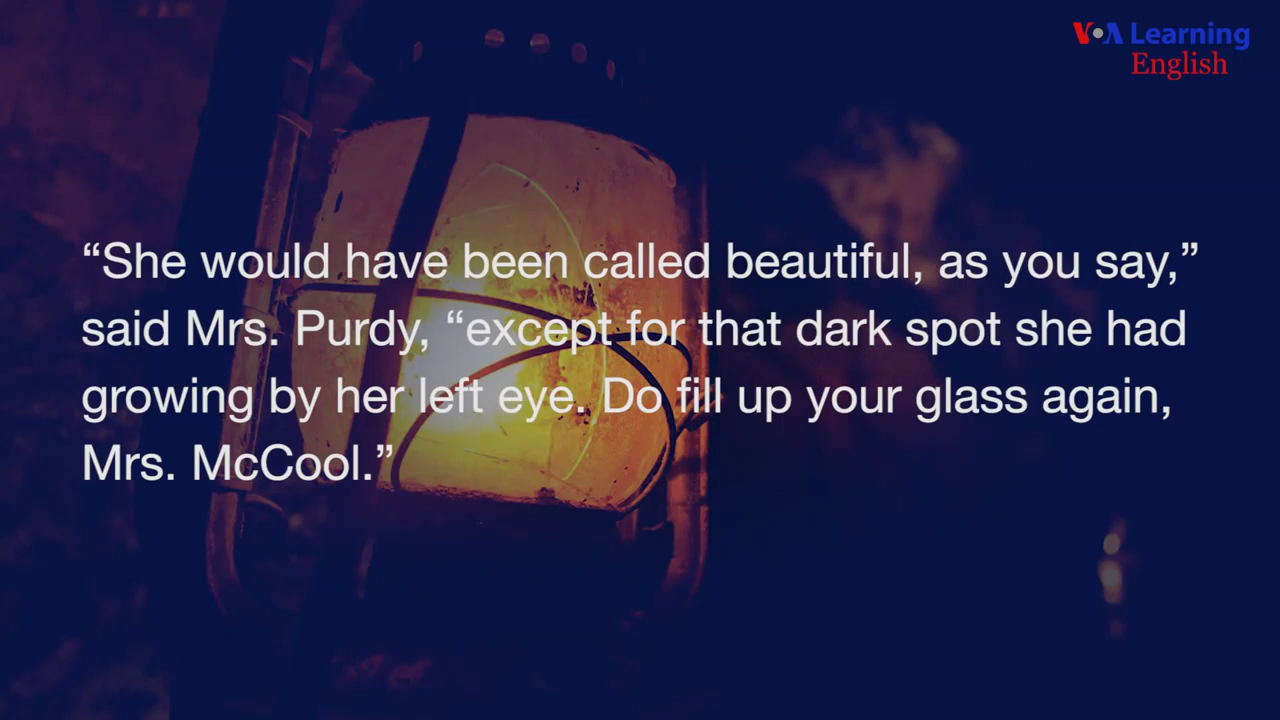 VOA Learning
English
“She would have been called beautiful, as you say,”
said Mrs. Purdy, “except for that dark spot she had
growing by her left eye. Do fill up your glass again,
Mrs. McCool.”